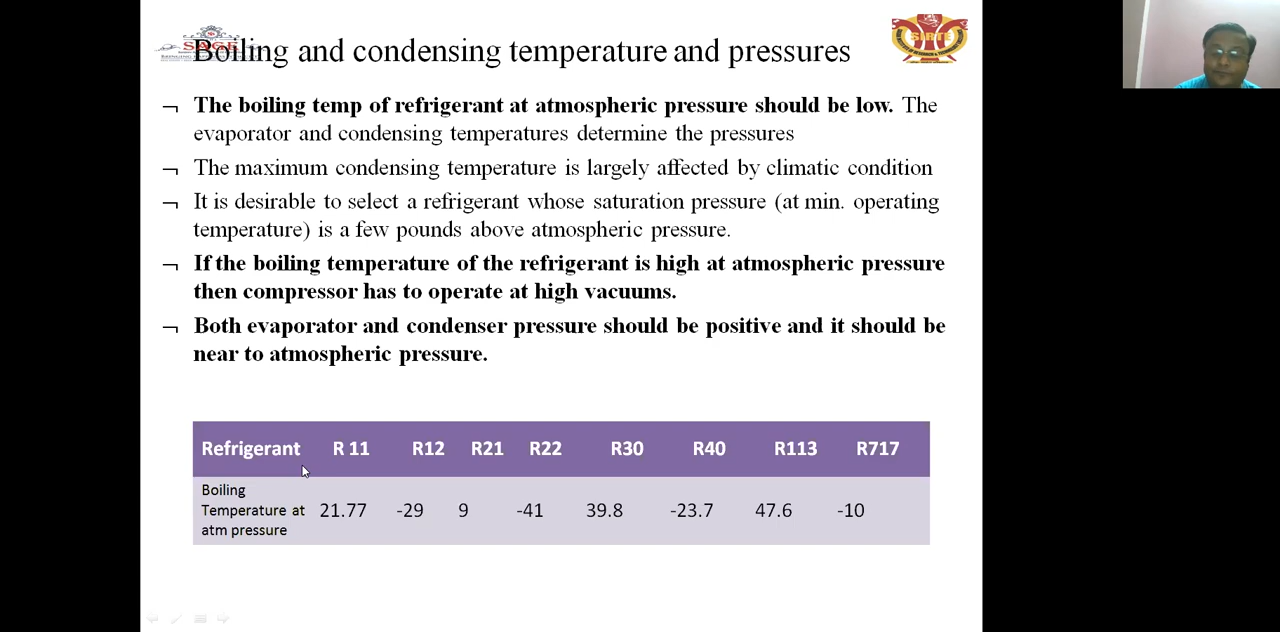 SAGE
SIRTE
Boiling and condensing temperature and pressures
The boiling temp of refrigerant at atmospheric pressure should be low. The
evaporator and condensing temperatures determine the pressures
The maximum condensing temperature is largely affected by climatic condition
It is desirable to select a refrigerant whose saturation pressure (at min. operating
temperature) is a few pounds above atmospheric pressure.
If the boiling temperature of the refrigerant is high at atmospheric pressure
then compressor has to operate at high vacuums.
Both evaporator and condenser pressure should be positive and it should be
near to atmospheric pressure.
Refrigerant R 11 R12 R21 R22 R30 R40 R113 R717
Boiling
Temperature at 21.77 -29 9 -41 39.8 -23.7 47.6 -10
atm pressure